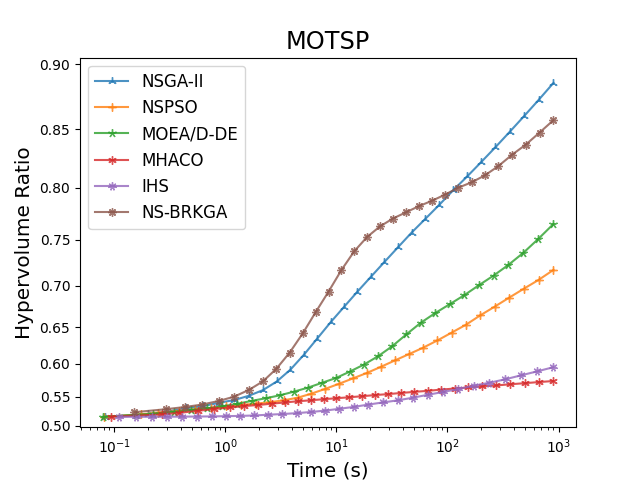 MOTSP
Hypervolume Ratio
0.90
0.85
0.80
0.75
0.70
0.65
0.60
0.55
0.50
NSGA-II
NSPSO
MOEA/D-DE
MHACO
IHS
NS-BRKGA
10⁻¹ 10⁰ 10¹ 10² 10³
Time (s)